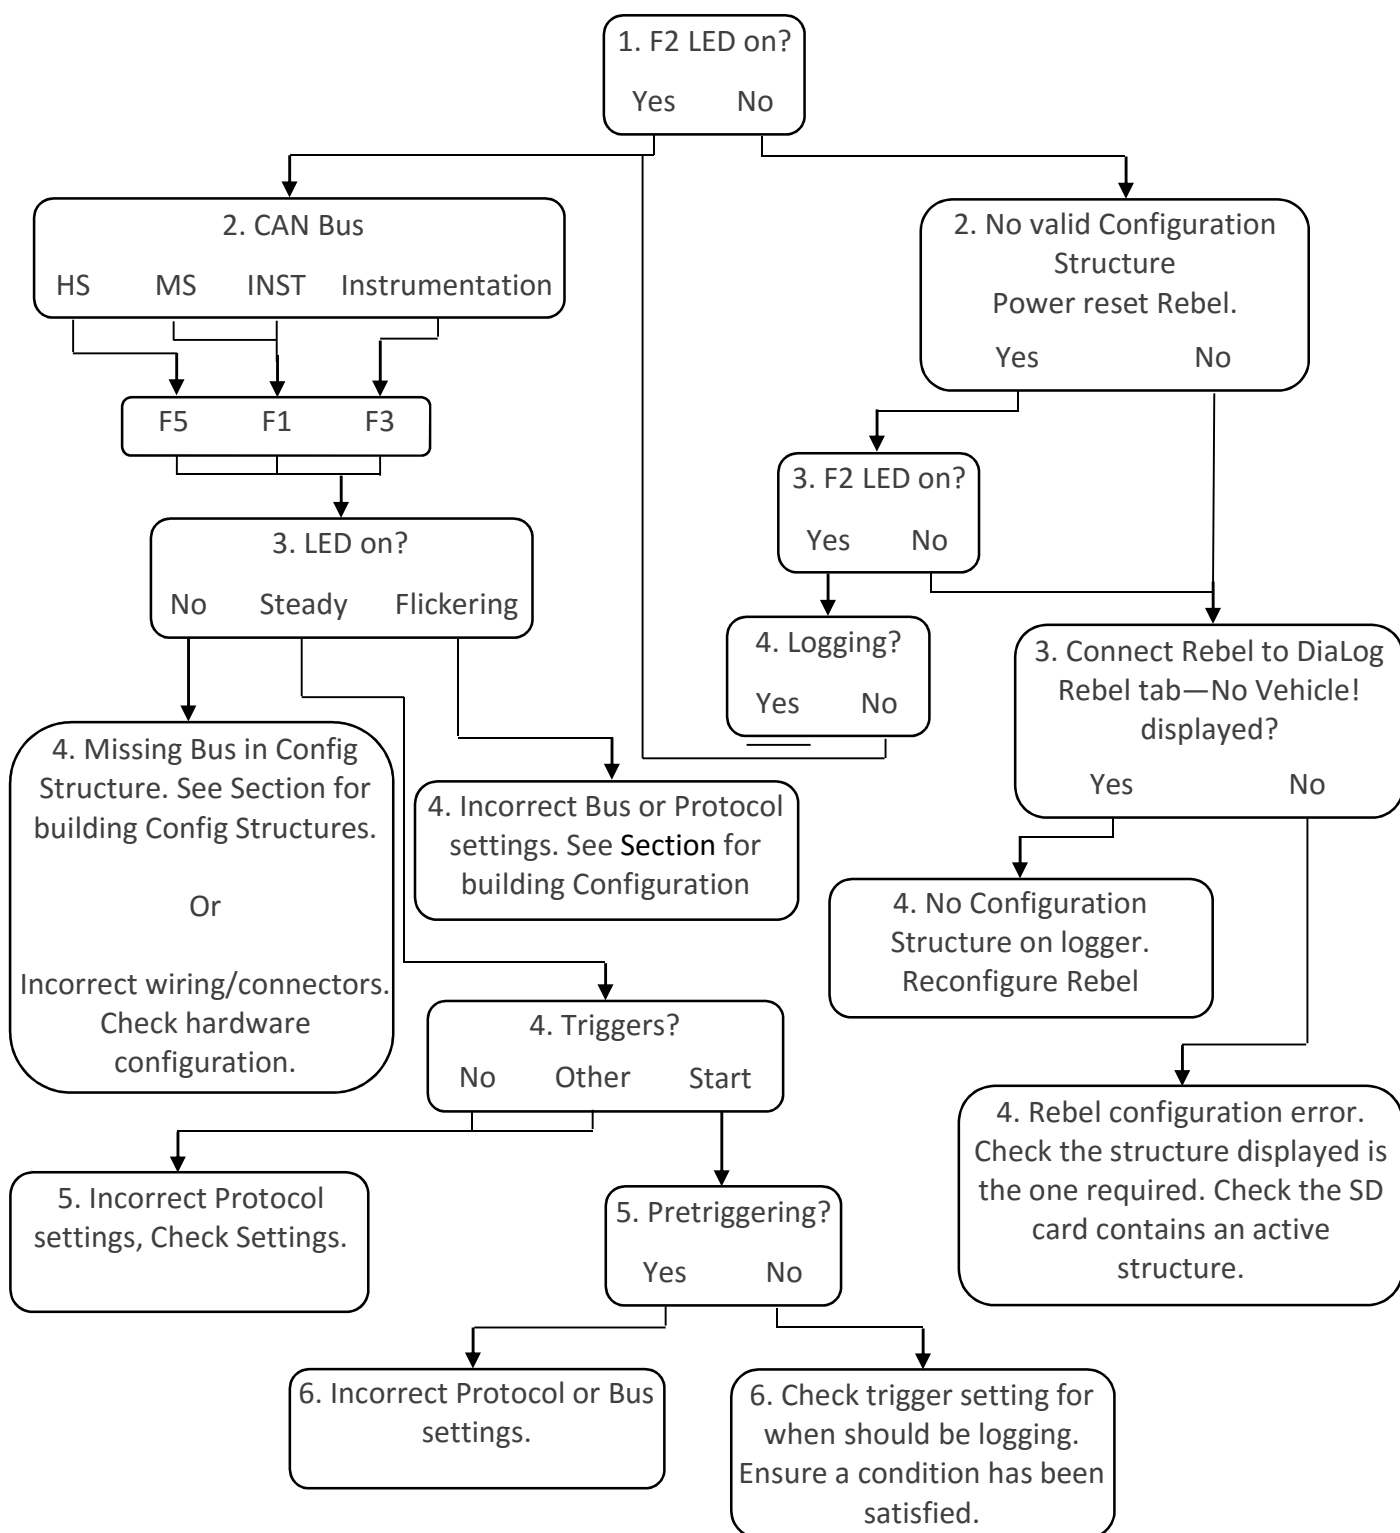 1. F2 LED on?
Yes No
2. CAN Bus
HS MS INST Instrumentation
2. No valid Configuration
Structure
Power reset Rebel.
Yes No
F5 F1 F3
3. F2 LED on?
Yes No
3. LED on?
No Steady Flickering
4. Logging?
Yes No
3. Connect Rebel to DiaLog
Rebel tab—No Vehicle!
displayed?
Yes No
4. Missing Bus in Config
Structure. See Section for
building Config Structures.
Or
Incorrect wiring/connectors.
Check hardware
configuration.
4. Incorrect Bus or Protocol
settings. See Section for
building Configuration
4. No Configuration
Structure on logger.
Reconfigure Rebel
4. Triggers?
No Other Start
4. Rebel configuration error.
Check the structure displayed is
the one required. Check the SD
card contains an active
structure.
5. Incorrect Protocol
settings, Check Settings.
5. Pretriggering?
Yes No
6. Incorrect Protocol or Bus
settings.
6. Check trigger setting for
when should be logging.
Ensure a condition has been
satisfied.